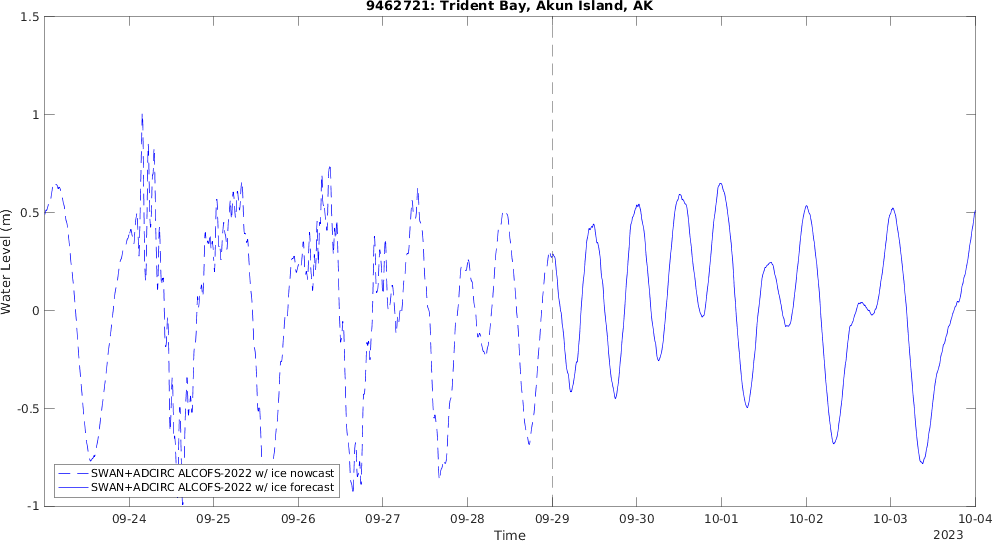 9462721: Trident Bay, Akun Island, AK
Water Level (m)
1.5
1
0.5
0
-0.5
-1
SWAN+ADCIRC ALCOFS-2022 w/ ice nowcast
SWAN+ADCIRC ALCOFS-2022 w/ ice forecast
09-24 09-25 09-26 09-27 09-28 09-29 09-30 10-01 10-02 10-03 10-04
Time
2023